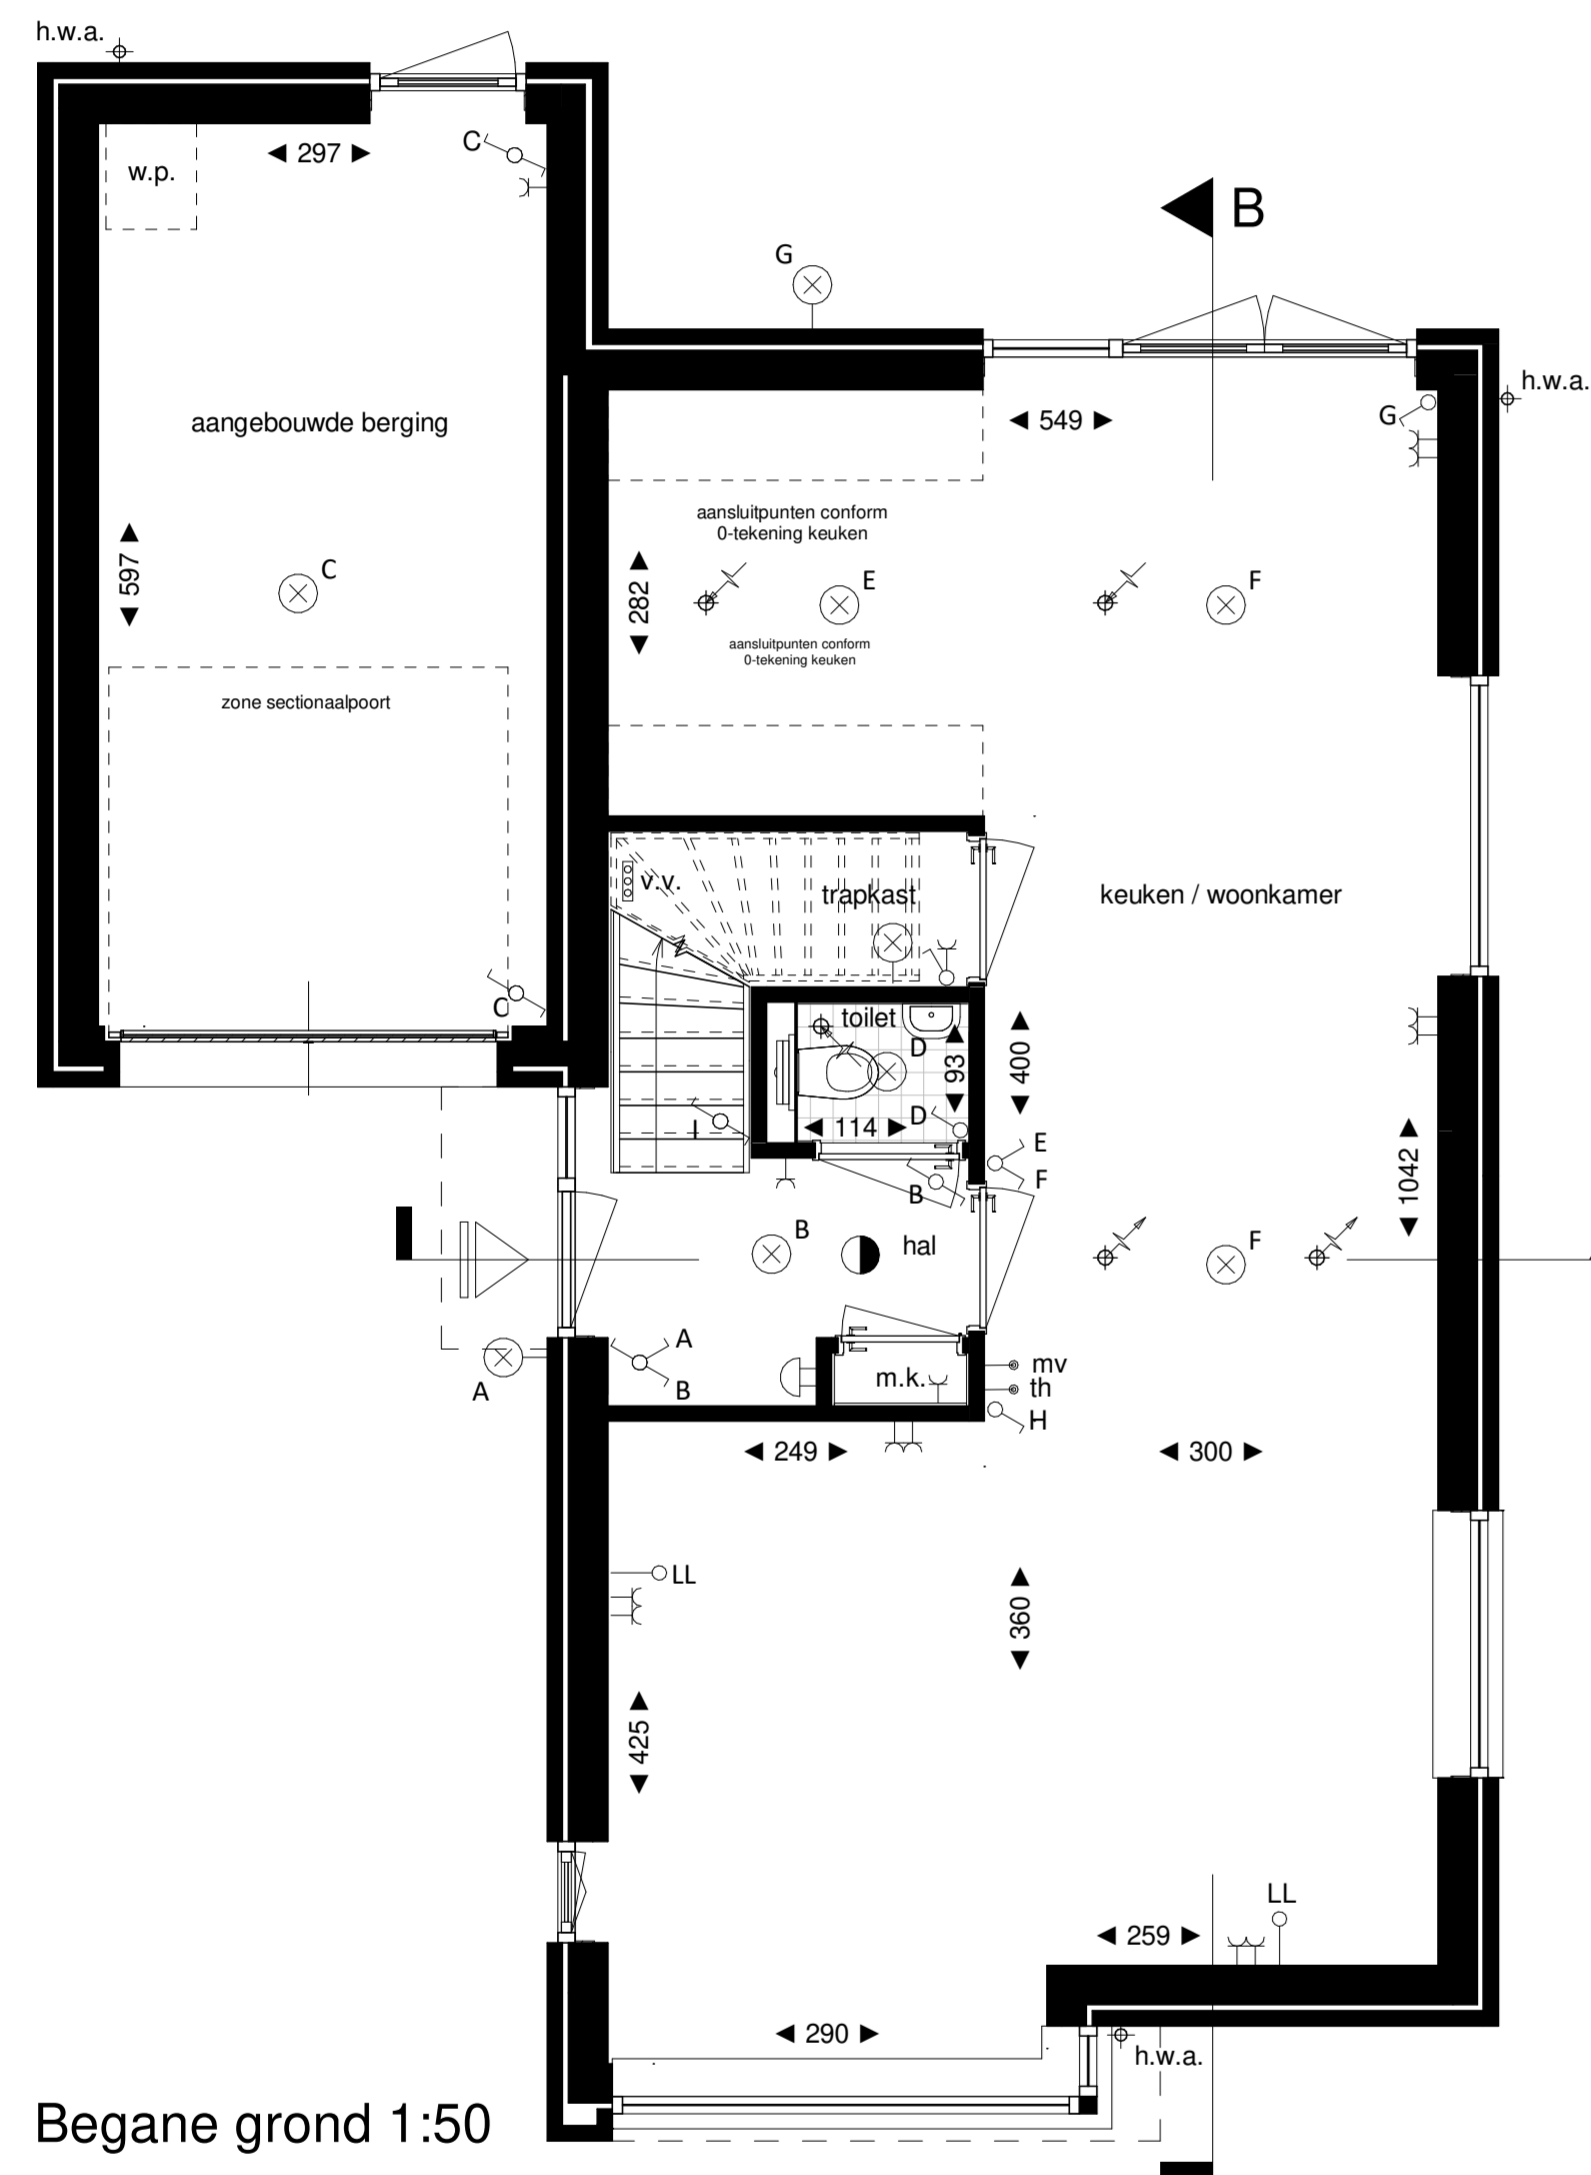 h.w.a.
w.p.
◄ 297 ►
C
B
G
h.w.a.
G
aangebouwde berging
◄ 549 ►
aansluitpunten conform
0-tekening keuken
◄ 597 ►
C
◄ 282 ►
E
F
aansluitpunten conform
0-tekening keuken
zone sectionaalpoort
v.v.
trapkast
keuken / woonkamer
C
toilet
D
◄ 93 ►
◄ 400 ►
I
◄ 114 ►
D
E
F
◄ 1042 ►
B
B
hal
F
A
B
A
m.k.
mv
th
H
◄ 249 ►
◄ 300 ►
LL
◄ 360 ►
◄ 425 ►
LL
◄ 259 ►
◄ 290 ►
h.w.a.
Begane grond 1:50